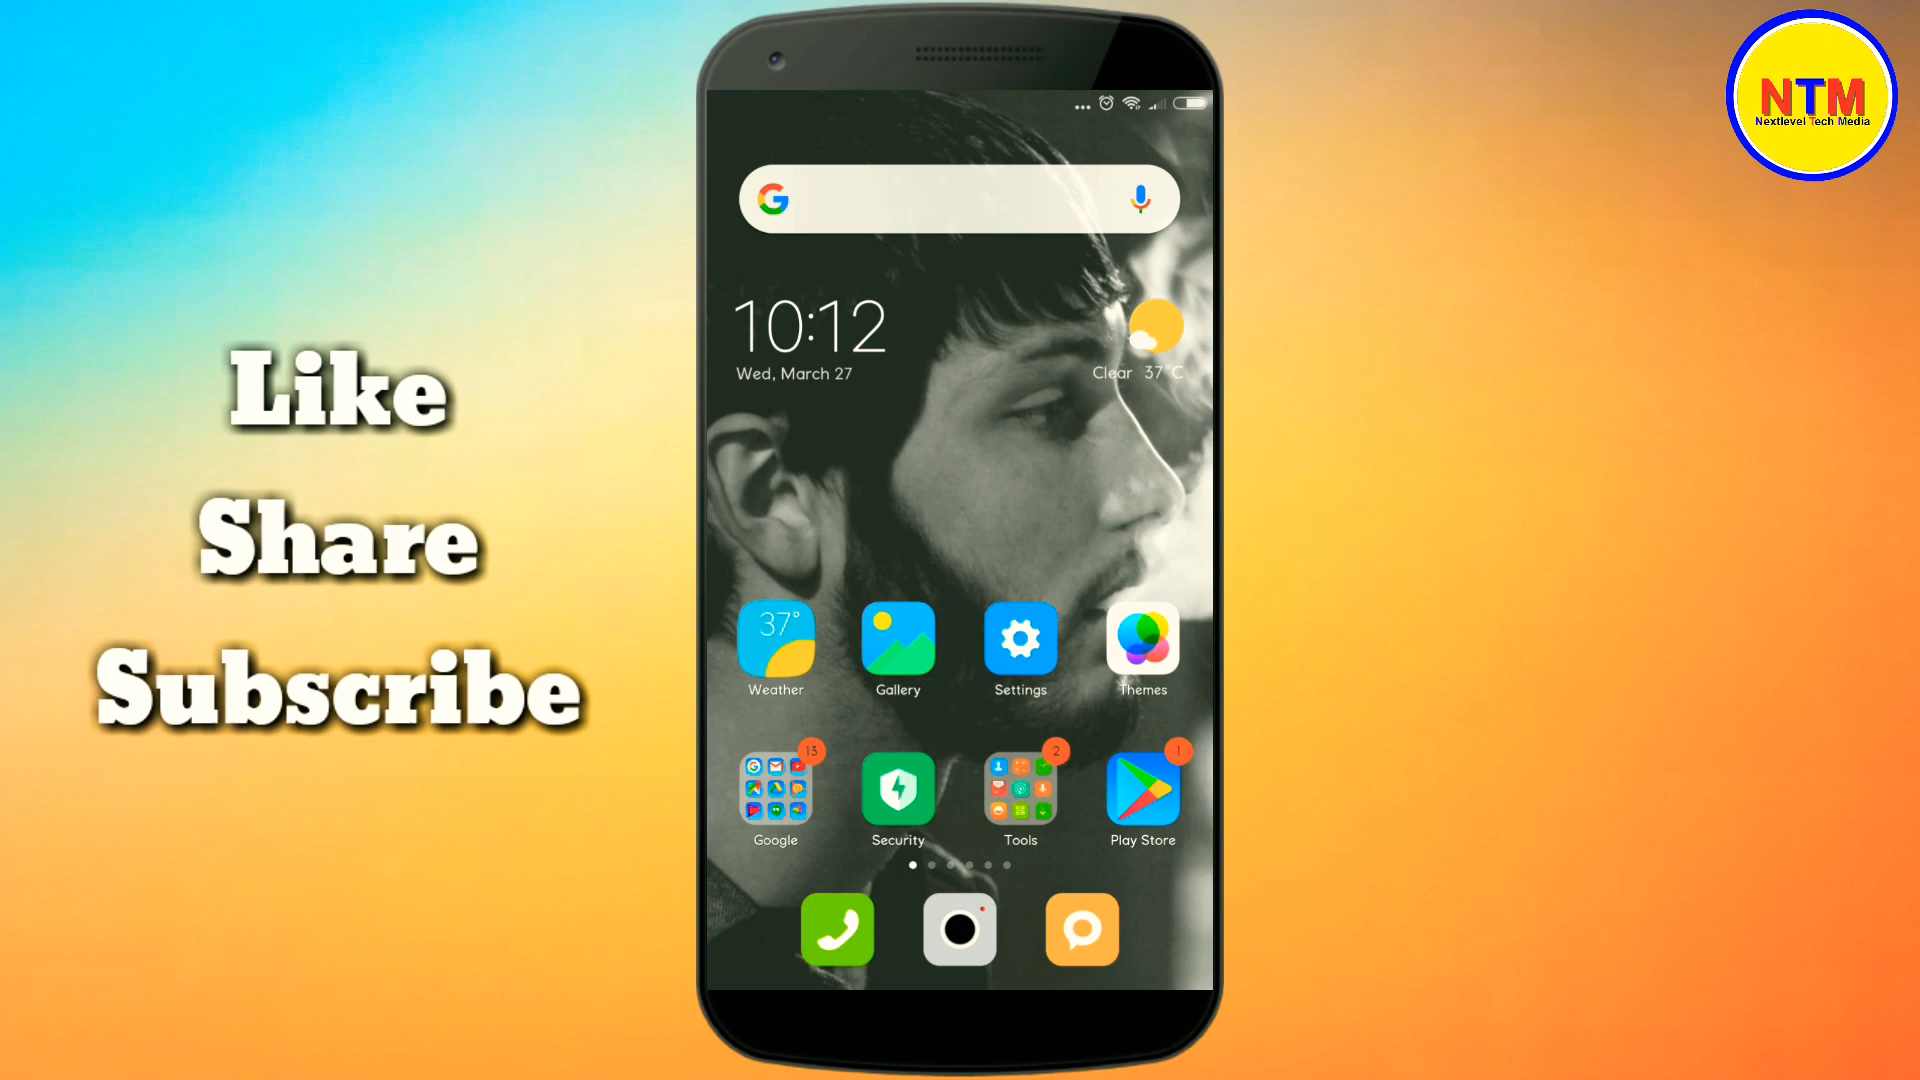 NTM
Nextlevel Tech Media
Like
Share
Subscribe
10:12
Wed, March 27
Clear 37°C
37°
Weather
Gallery
Settings
Themes
13
2
1
Google
Security
Tools
Play Store